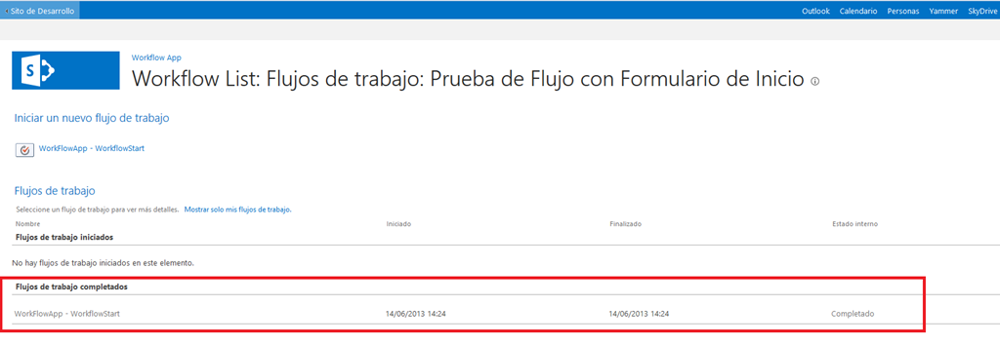 Sito de Desarrollo Outlook Calendario Personas Yammer SkyDrive
S
Workflow App
Workflow List: Flujos de trabajo: Prueba de Flujo con Formulario de Inicio
Iniciar un nuevo flujo de trabajo
WorkFlowApp - WorkflowStart
Flujos de trabajo
Seleccione un flujo de trabajo para ver más detalles. Mostrar solo mis flujos de trabajo.
Nombre Iniciado Finalizado Estado interno
Flujos de trabajo iniciados
No hay flujos de trabajo iniciados en este elemento.
Flujos de trabajo completados
WorkFlowApp - WorkflowStart 14/06/2013 14:24 14/06/2013 14:24 Completado